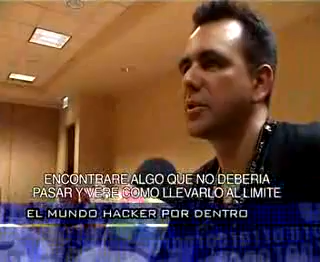 ENCONTRARE ALGO QUE NO DEBERIA
PASAR Y VERE COMO LLEVARLO AL LIMITE
EL MUNDO HACKER POR DENTRO